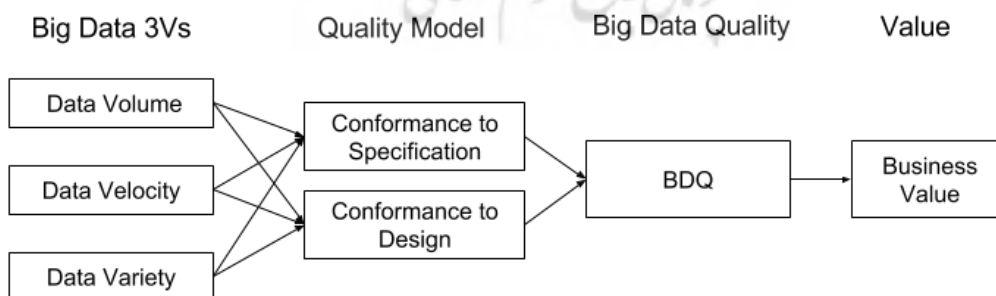 Big Data 3Vs
Quality Model
Big Data Quality
Value
Data Volume
Data Velocity
Data Variety
Conformance to
Specification
Conformance to
Design
BDQ
Business
Value